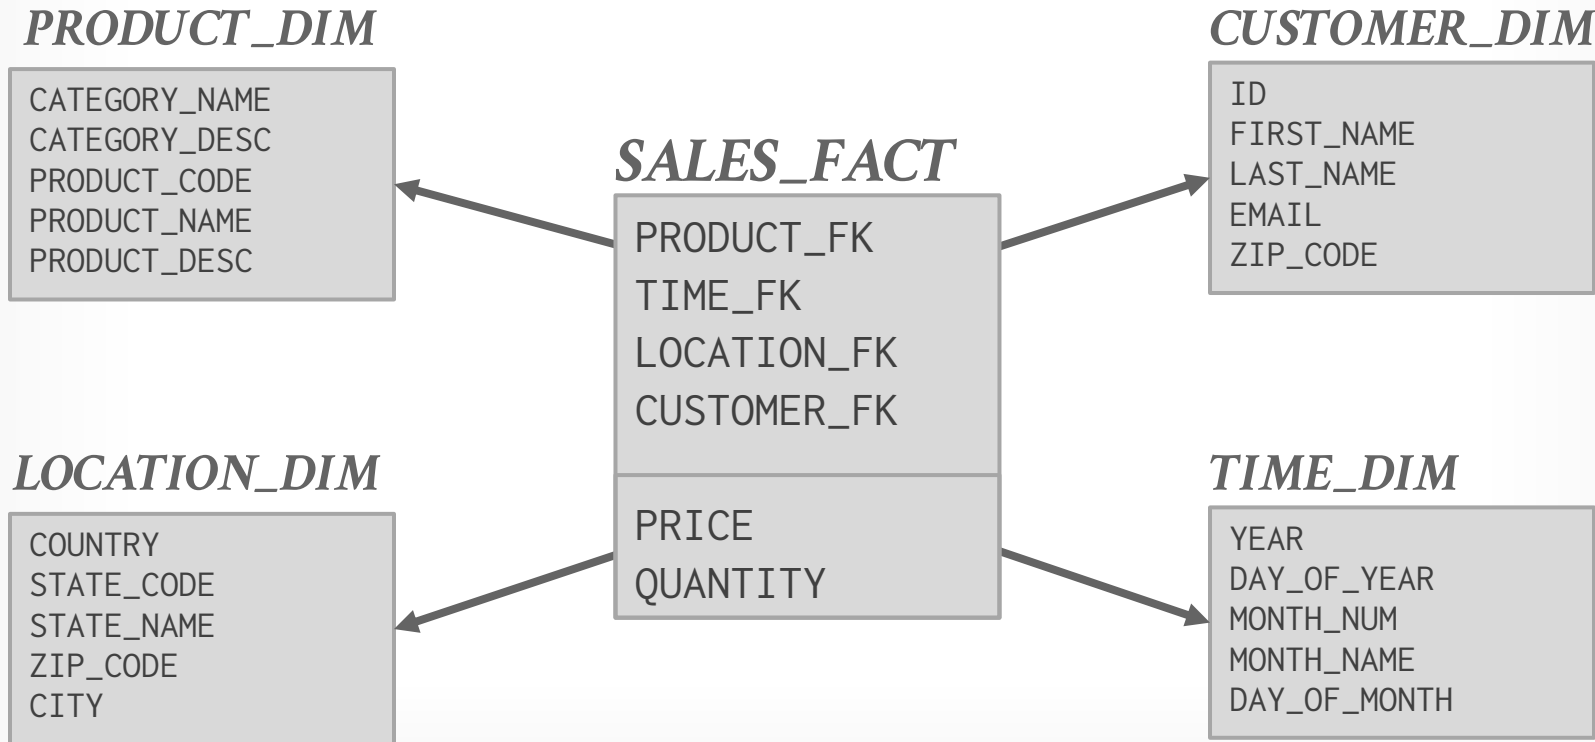 PRODUCT_DIM
CATEGORY_NAME
CATEGORY_DESC
PRODUCT_CODE
PRODUCT_NAME
PRODUCT_DESC
CUSTOMER_DIM
ID
FIRST_NAME
LAST_NAME
EMAIL
ZIP_CODE
SALES_FACT
PRODUCT_FK
TIME_FK
LOCATION_FK
CUSTOMER_FK
PRICE
QUANTITY
LOCATION_DIM
COUNTRY
STATE_CODE
STATE_NAME
ZIP_CODE
CITY
TIME_DIM
YEAR
DAY_OF_YEAR
MONTH_NUM
MONTH_NAME
DAY_OF_MONTH